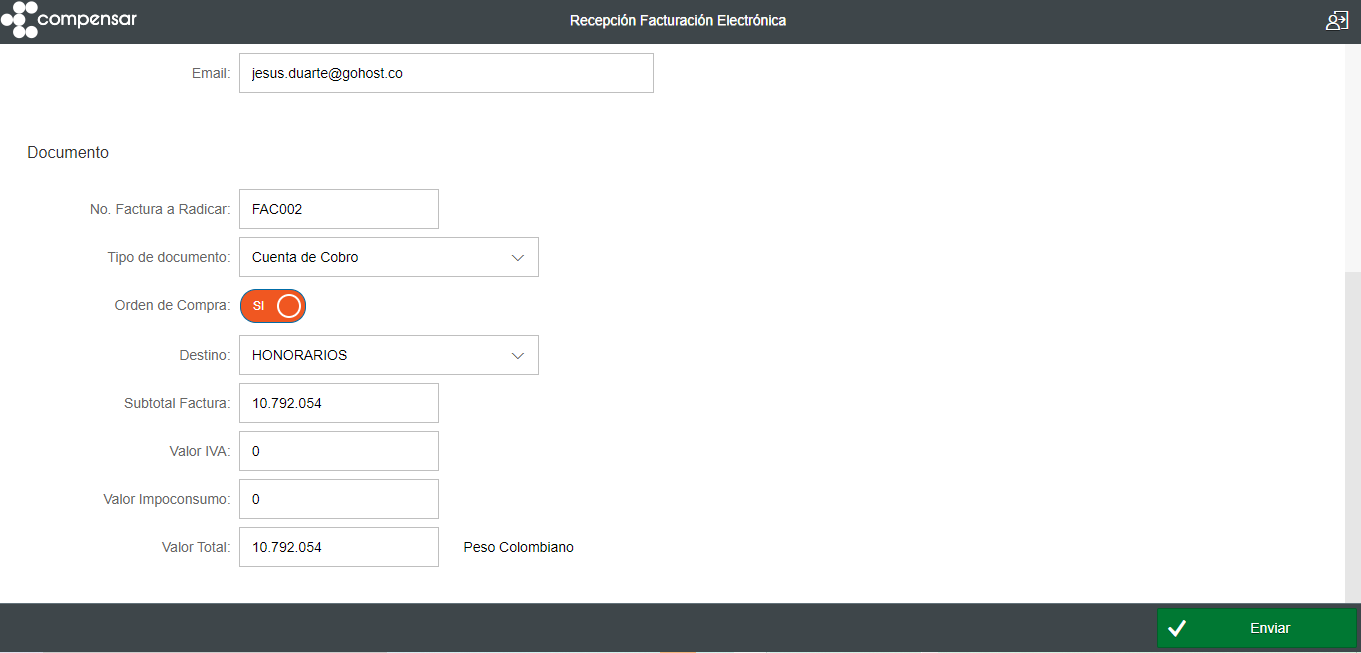 compensar
Recepción Facturación Electrónica
Email: jesus.duarte@gohost.co
Documento
No. Factura a Radicar: FAC002
Tipo de documento: Cuenta de Cobro
Orden de Compra: SI
Destino: HONORARIOS
Subtotal Factura: 10.792.054
Valor IVA: 0
Valor Impoconsumo: 0
Valor Total: 10.792.054 Peso Colombiano
Enviar